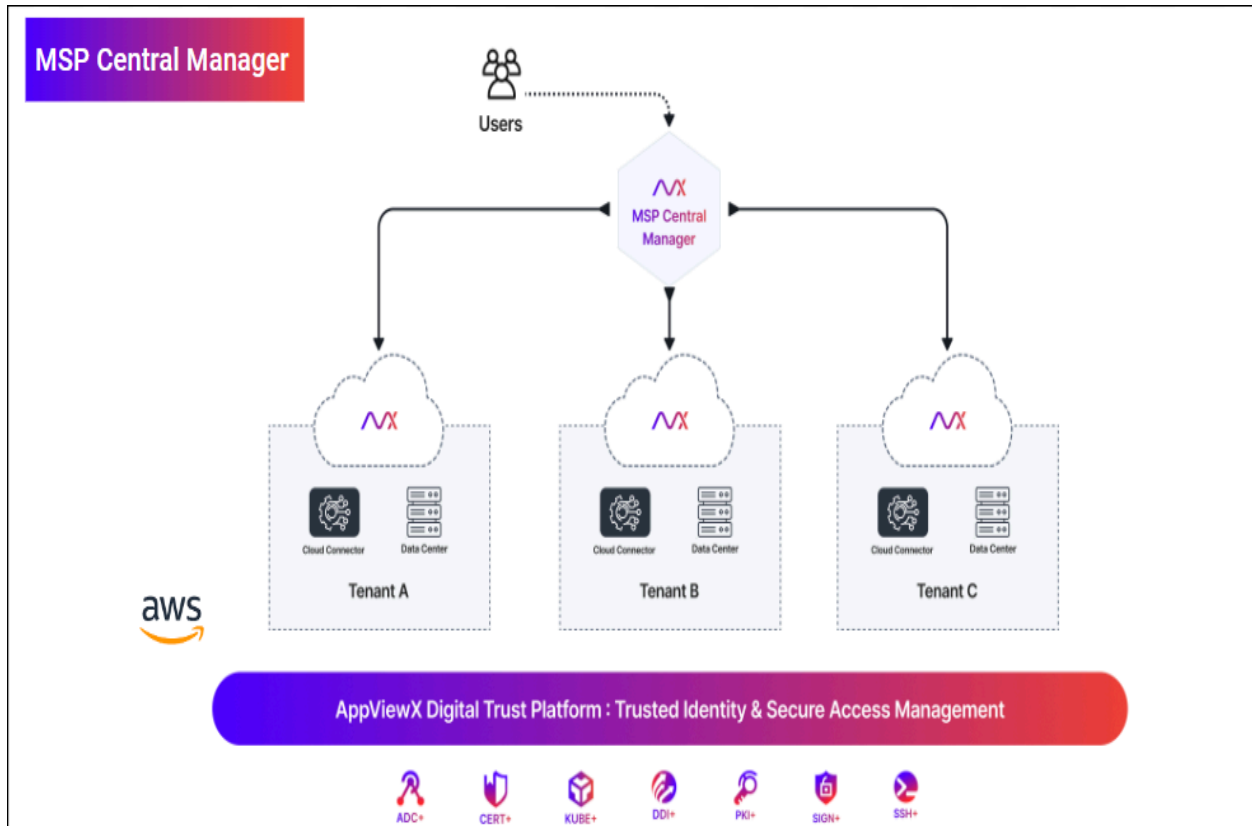 MSP Central Manager
Users
MSP Central
Manager
Cloud Connector
Data Center
Tenant A
Cloud Connector
Data Center
Tenant B
Cloud Connector
Data Center
Tenant C
aws
AppViewX Digital Trust Platform : Trusted Identity & Secure Access Management
ADC+
CERT+
KUBE+
DDI+
PKI+
SIGN+
SSH+